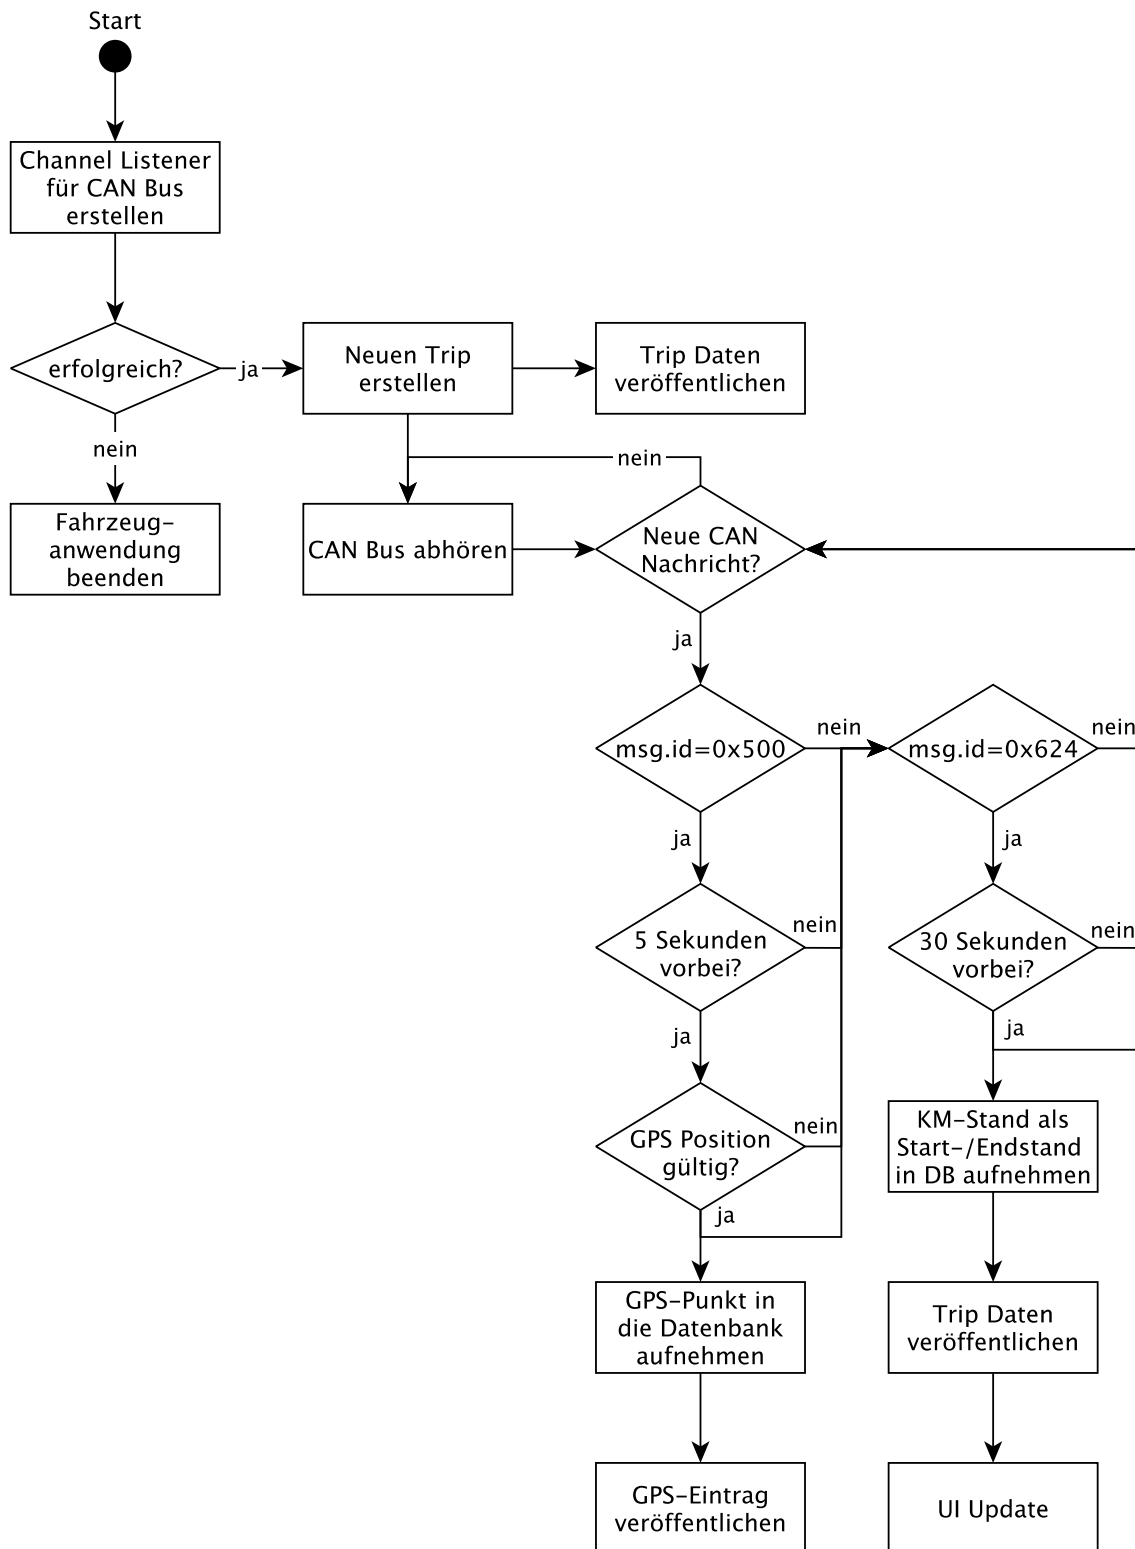 Start
Channel Listener
für CAN Bus
erstellen
erfolgreich?
ja
Neuen Trip
erstellen
Trip Daten
veröffentlichen
nein
nein
Fahrzeug-
anwendung
beenden
CAN Bus abhören
Neue CAN
Nachricht?
ja
msg.id=0x500
nein
msg.id=0x624
nein
ja
ja
5 Sekunden
vorbei?
nein
30 Sekunden
vorbei?
nein
ja
ja
GPS Position
gültig?
nein
KM-Stand als
Start-/Endstand
in DB aufnehmen
ja
GPS-Punkt in
die Datenbank
aufnehmen
Trip Daten
veröffentlichen
GPS-Eintrag
veröffentlichen
UI Update